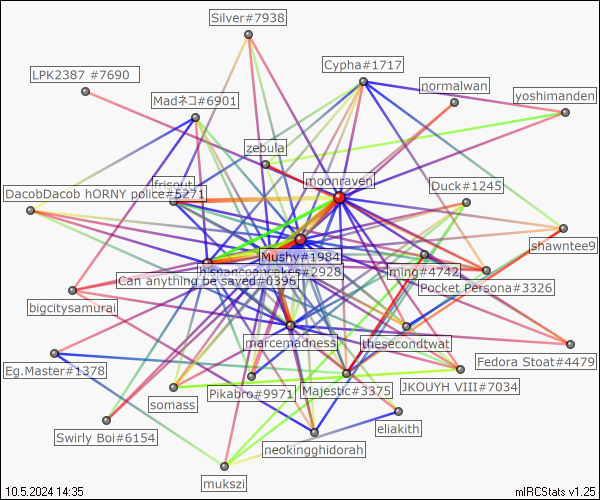 Silver#7938
Cypha#1717
LPK2387 #7690
normalwan
Madネコ#6901
yoshimanden
zebula
moonraven
frisout
Duck#1245
DacobDacob hORNY police#5271
shawntee9
Mushy#1984
hispanicpancakes#2928
ming#4742
Can anything be saved#0396
Pocket Persona#3326
bigcitysamurai
marcemadness
thesecondtwat
Eg.Master#1378
Fedora Stoat#4479
Pikabro#9971
Majestic#3375
JKOUYH VIII#7034
somass
eliakith
Swirly Boi#6154
neokingghidorah
mukszi
10.5.2024 14:35
mIRCStats v1.25